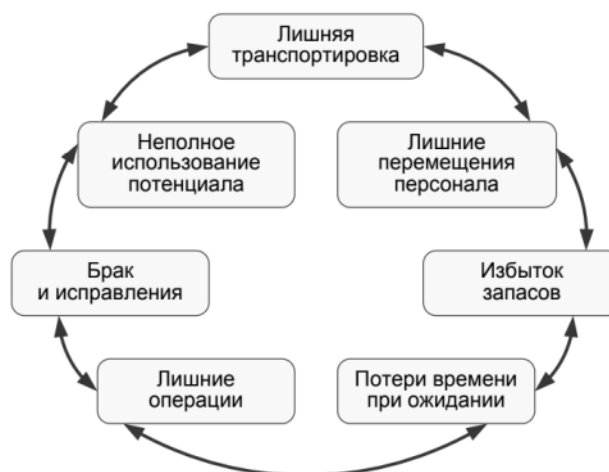 Лишняя
транспортировка
Неполное
использование
потенциала
Лишние
перемещения
персонала
Брак
и исправления
Избыток
запасов
Лишние
операции
Потери времени
при ожидании